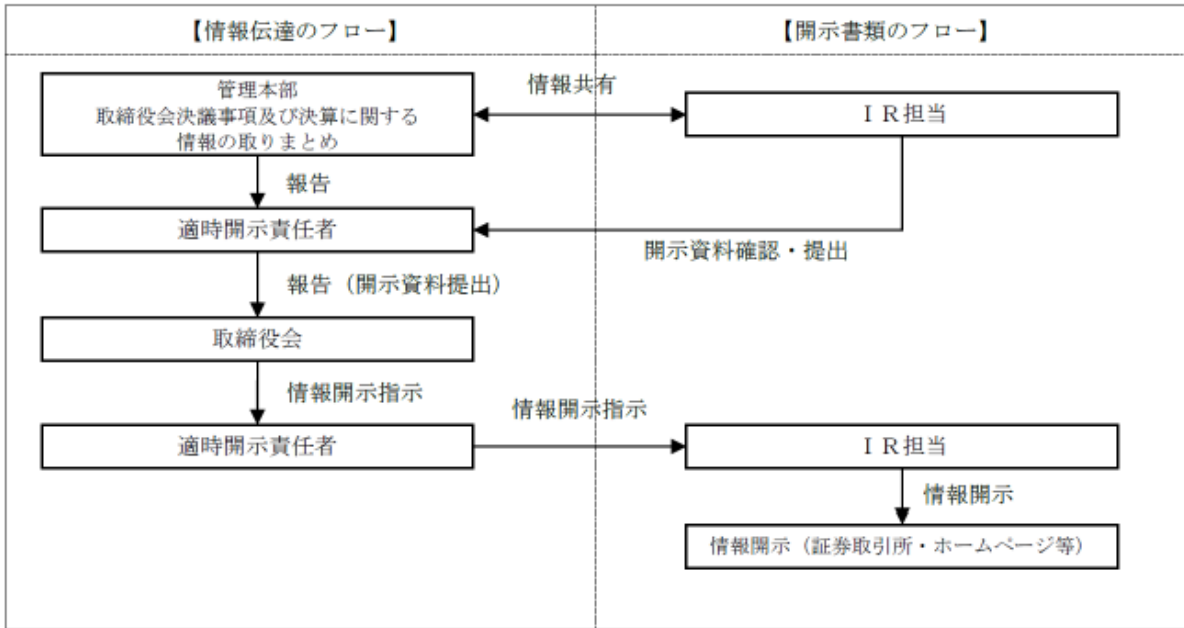 【情報伝達のフロー】
【開示書類のフロー】
管理本部
取締役会決議事項及び決算に関する
情報の取りまとめ
情報共有
ＩＲ担当
報告
適時開示責任者
開示資料確認・提出
報告（開示資料提出）
取締役会
情報開示指示
情報開示指示
適時開示責任者
ＩＲ担当
情報開示
情報開示（証券取引所・ホームページ等）